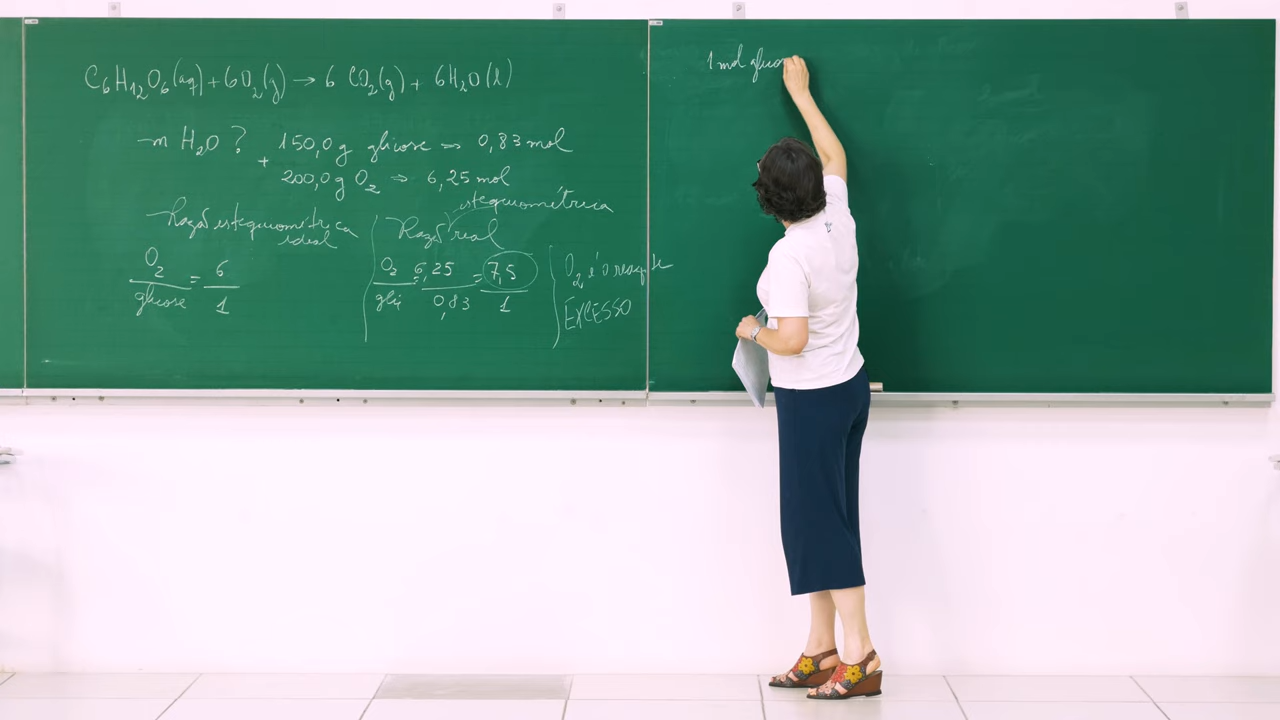 C6H12O6(aq) + 6O2(g) → 6 CO2(g) + 6H2O(l)
m H2O? 150,0 g glicose ⇒ 0,83 mol
+ 200,0 g O2 ⇒ 6,25 mol
Razão estequiométrica ideal
O2/glicose = 6/1
Razão real estequiométrica
O2/gli = 6,25/0,83 = 7,5/1
O2 é o
EXCESSO
1 mol